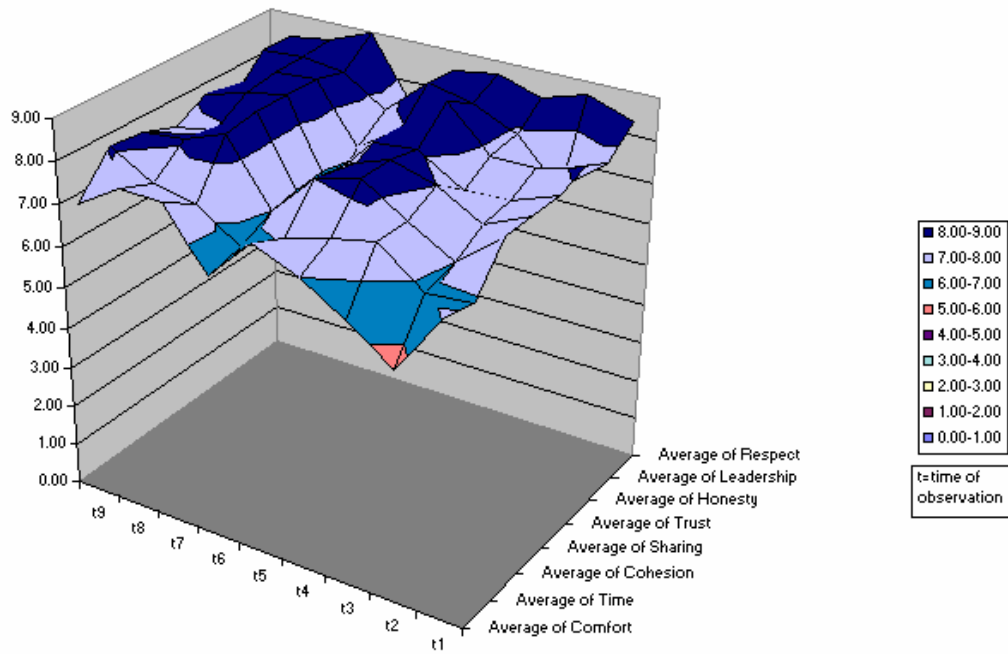 9.00
8.00
7.00
6.00
5.00
4.00
3.00
2.00
1.00
0.00
t9
t8
t7
t6
t5
t4
t3
t2
t1
Average of Respect
Average of Leadership
Average of Honesty
Average of Trust
Average of Sharing
Average of Cohesion
Average of Time
Average of Comfort
8.00-9.00
7.00-8.00
6.00-7.00
5.00-6.00
4.00-5.00
3.00-4.00
2.00-3.00
1.00-2.00
0.00-1.00
t=time of
observation